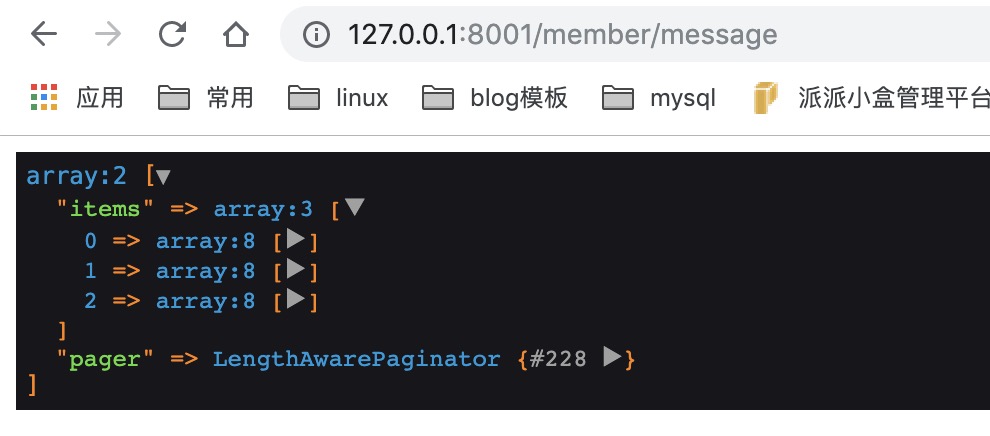 127.0.0.1:8001/member/message
应用 常用 linux blog模板 mysql 派派小盒管理平台
array:2 [▼
  "items" => array:3 [▼
    0 => array:8 [▶]
    1 => array:8 [▶]
    2 => array:8 [▶]
  ]
  "pager" => LengthAwarePaginator {#228 ▶}
]